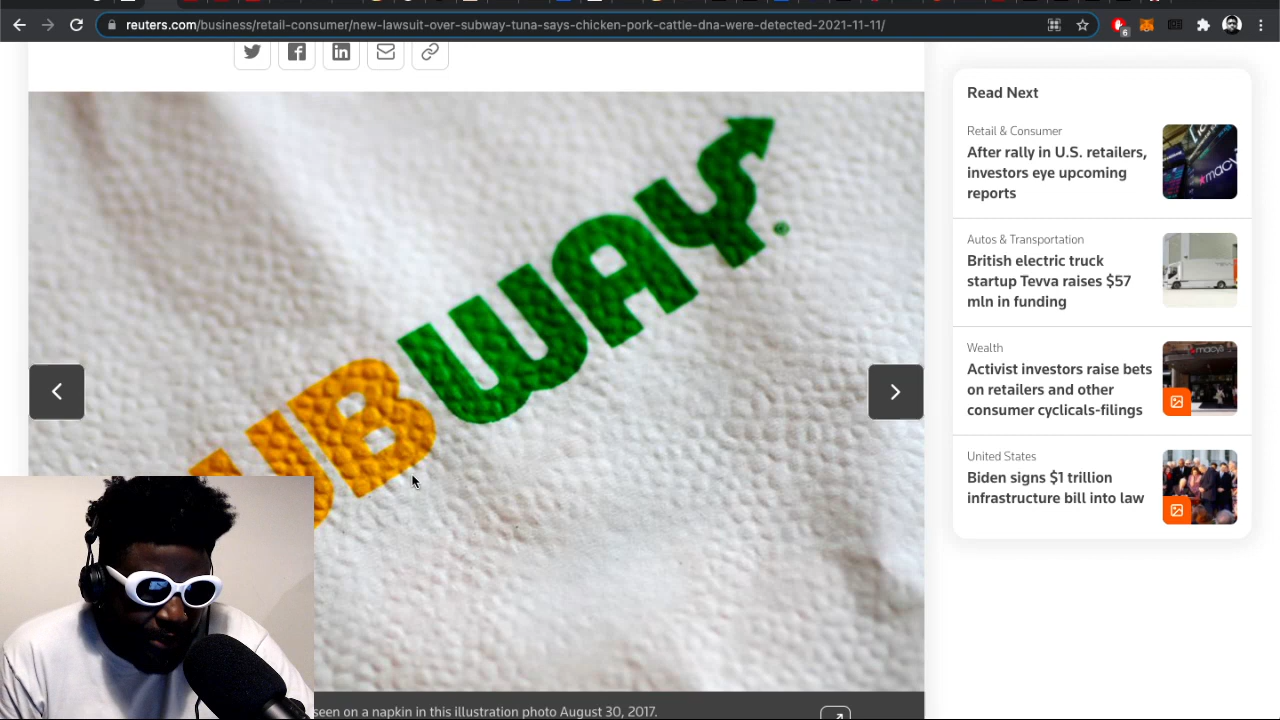 reuters.com/business/retail-consumer/new-lawsuit-over-subway-tuna-says-chicken-pork-cattle-dna-were-detected-2021-11-11/
6
UBWAY
Read Next
Retail & Consumer
After rally in U.S. retailers,
investors eye upcoming
reports
Autos & Transportation
British electric truck
startup Tevva raises $57
mln in funding
Wealth
Activist investors raise bets
on retailers and other
consumer cyclicals-filings
macys
United States
Biden signs $1 trillion
infrastructure bill into law
seen on a napkin in this illustration photo August 30, 2017.